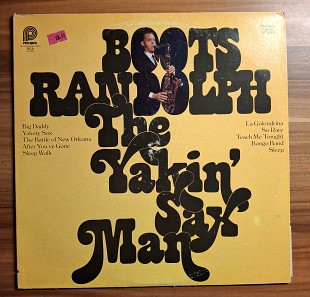 Pickwick
BOOTS
RANDOLPH
The
Yakin'
Sax
Man
Big Daddy
Yakety Sax
The Battle of New Orleans
After You've Gone
Sleep Walk
La Golondrina
So Rare
Teach Me Tonight
Bongo Band
Sleep